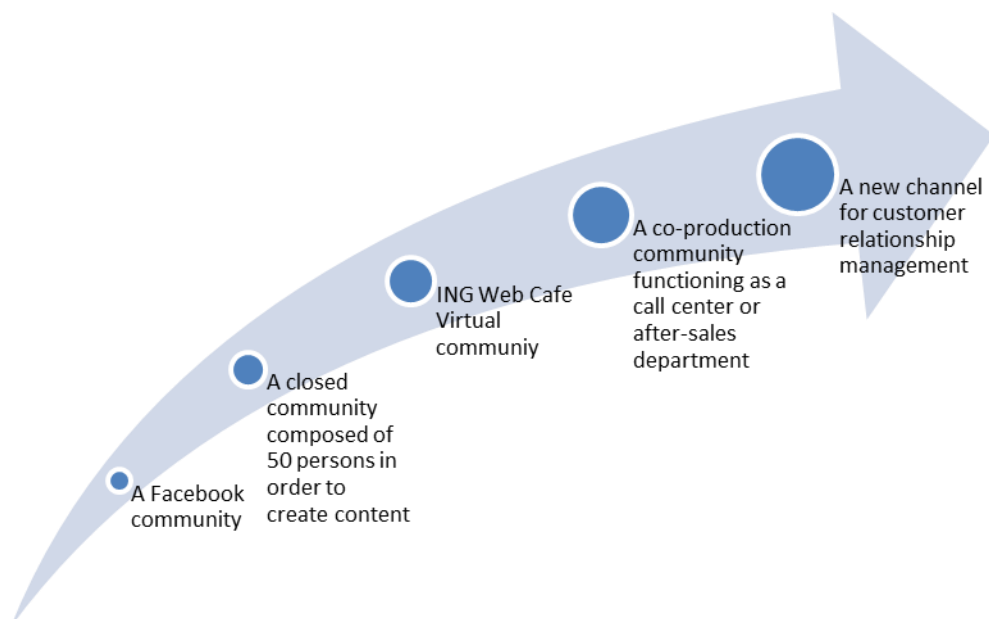 A Facebook
community
A closed
community
composed of
50 persons in
order to
create content
ING Web Cafe
Virtual
communiy
A co-production
community
functioning as a
call center or
after-sales
department
A new channel
for customer
relationship
management